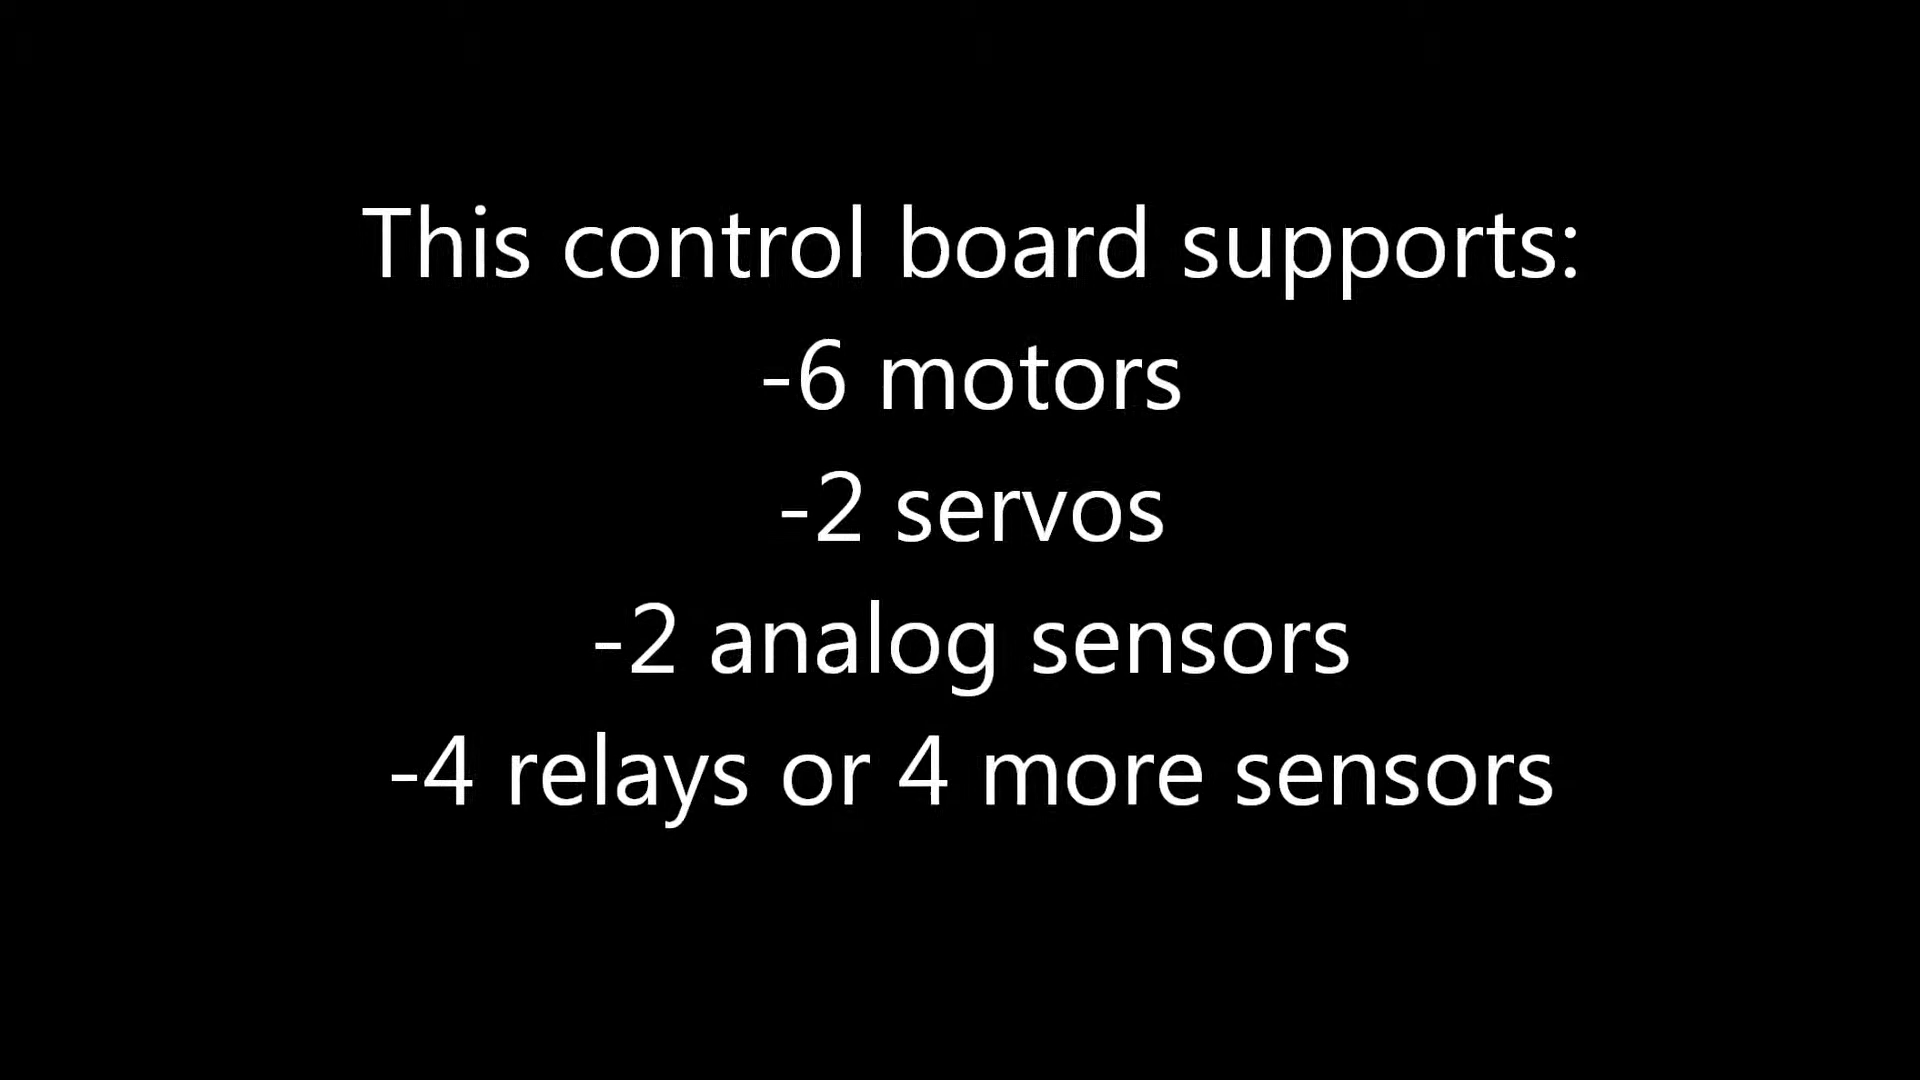 This control board supports:
-6 motors
-2 servos
-2 analog sensors
-4 relays or 4 more sensors